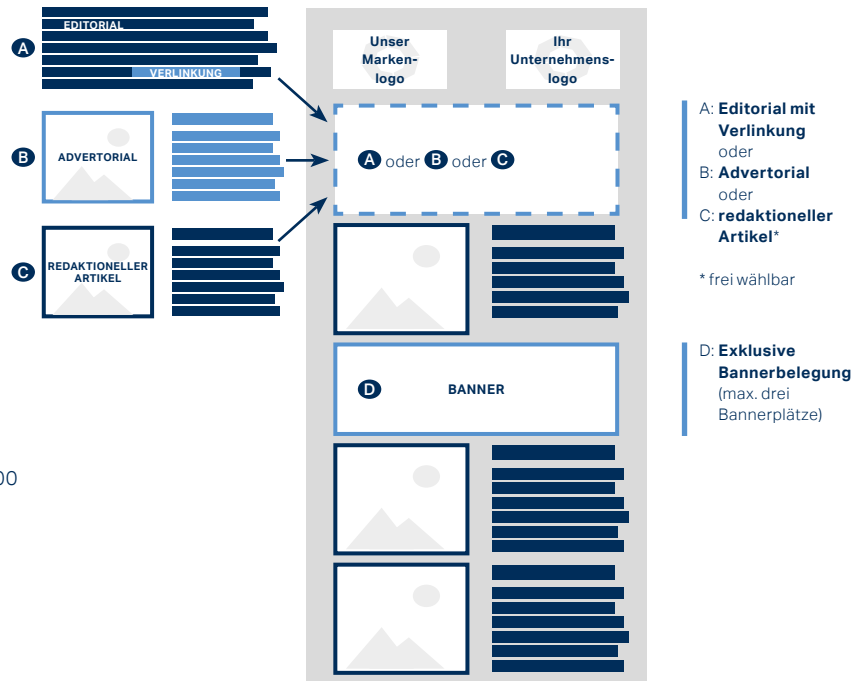 A
EDITORIAL
VERLINKUNG
B
ADVERTORIAL
C
REDAKTIONELLER
ARTIKEL
00
Unser
Marken-
logo
Ihr
Unternehmens-
logo
A oder B oder C
D BANNER
A: Editorial mit
Verlinkung
oder
B: Advertorial
oder
C: redaktioneller
Artikel*
* frei wählbar
D: Exklusive
Bannerbelegung
(max. drei
Bannerplätze)